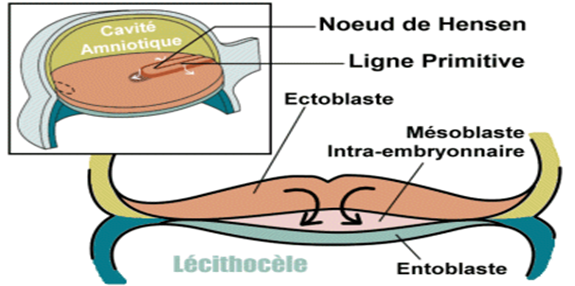 Cavité
Amniotique
Noeud de Hensen
Ligne Primitive
Ectoblaste
Mésoblaste
Intra-embryonnaire
Lécithocèle
Entoblaste